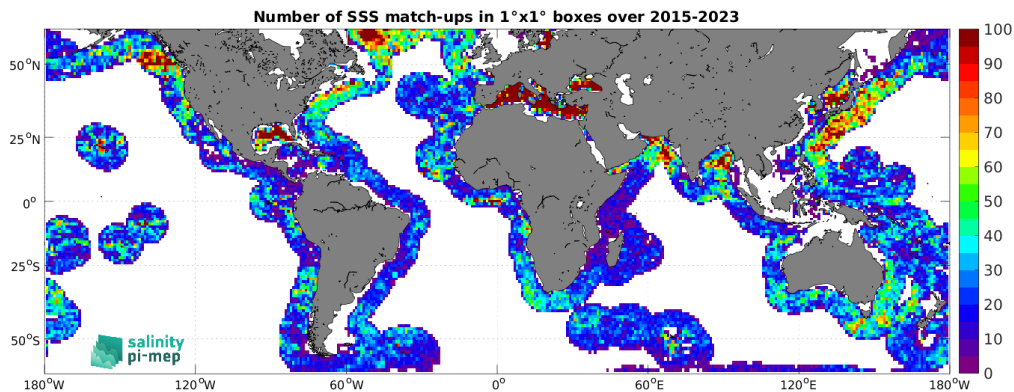 Number of SSS match-ups in 1°x1° boxes over 2015-2023
50°N
25°N
0°
25°S
50°S
180°W
120°W
60°W
0°
60°E
120°E
180°W
100
90
80
70
60
50
40
30
20
10
0
salinity
pi-mep